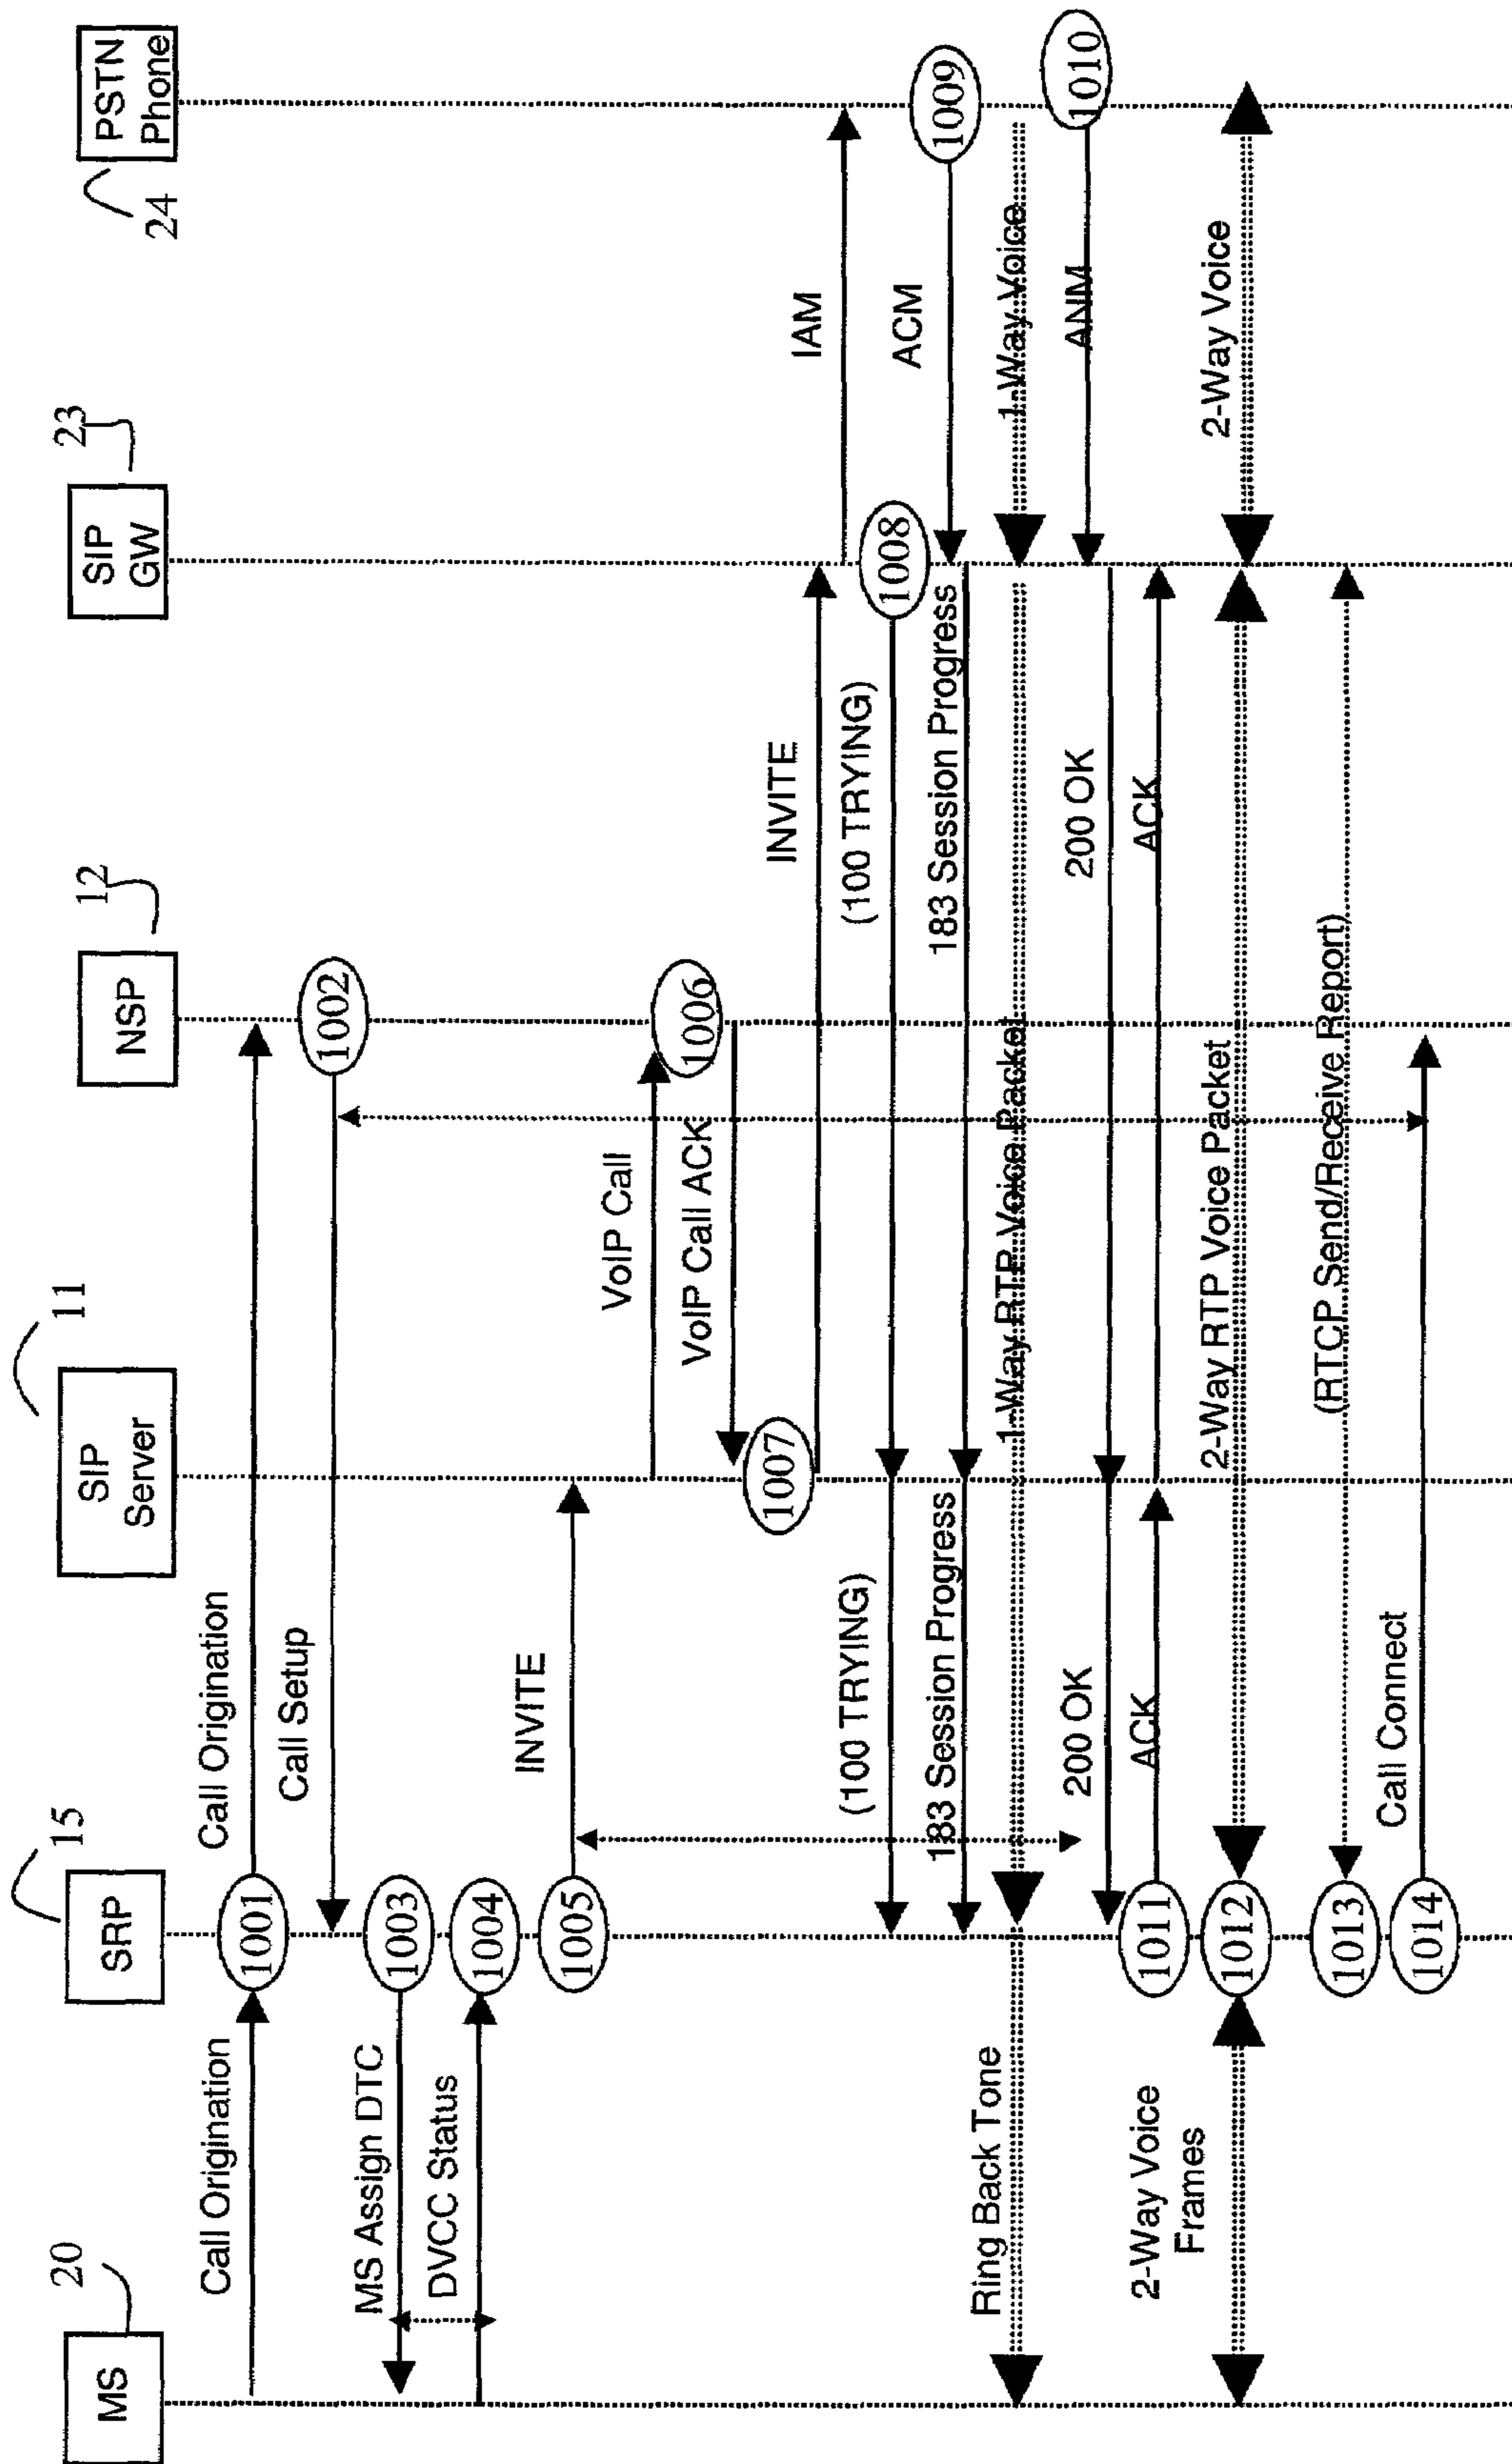 MS
20
SRP
15
SIP
Server
11
NSP
12
SIP
GW
23
PSTN
Phone
24
Call Origination
1001
Call Origination
Call Setup
1002
MS Assign DTC
1003
DVCC Status
1004
INVITE
1005
VoIP Call
1006
VoIP Call ACK
1007
INVITE
IAM
(100 TRYING)
(100 TRYING)
1008
ACM
1009
183 Session Progress
183 Session Progress
Ring Back Tone
1-Way RTP Voice Packet
1-Way Voice
ANM
1010
200 OK
200 OK
1011
ACK
ACK
2-Way Voice
Frames
1012
2-Way RTP Voice Packet
2-Way Voice
1013
(RTCP Send/Receive Report)
1014
Call Connect